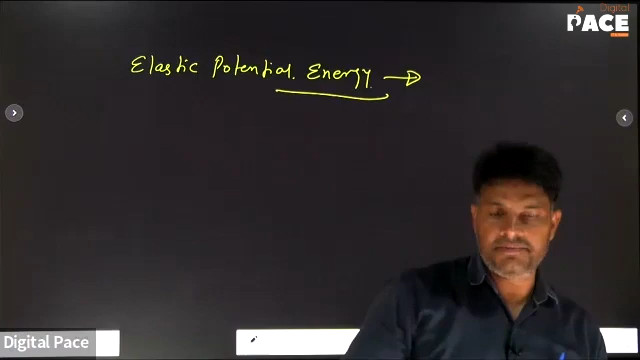 Digital
PACE
Elastic Potential Energy →
Digital Pace